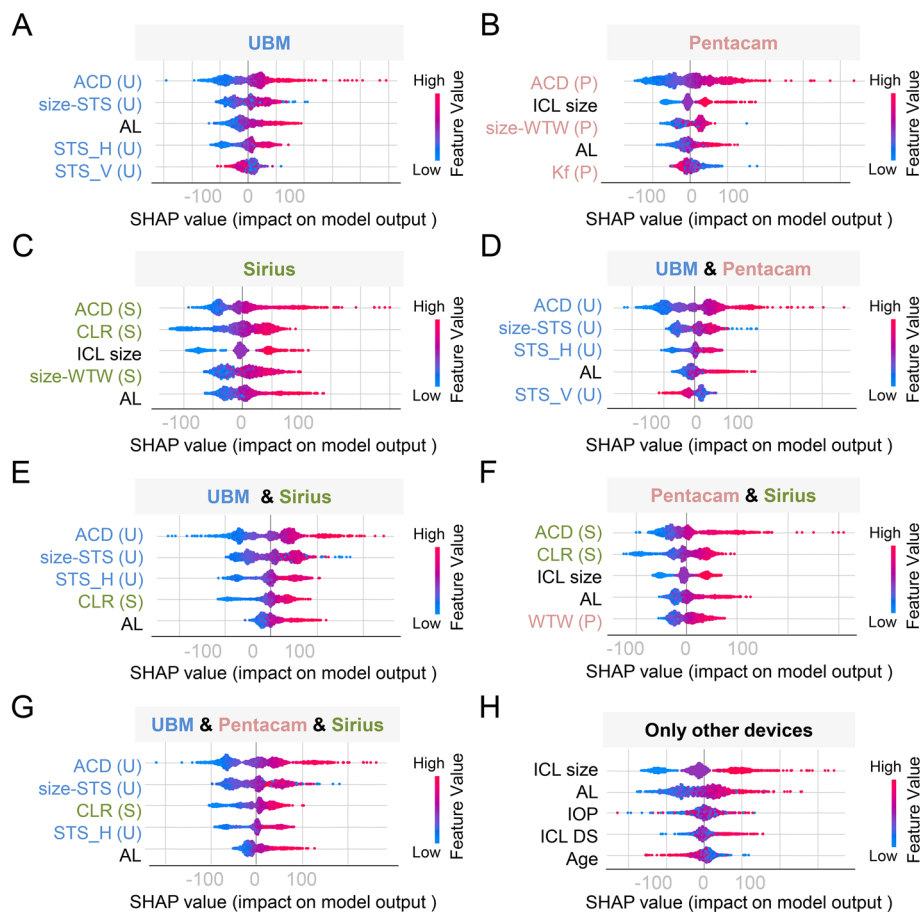 A
UBM
ACD (U)
size-STS (U)
AL
STS_H (U)
STS_V (U)
-100 0 100
SHAP value (impact on model output )
High
Low
Feature Value
B
Pentacam
ACD (P)
ICL size
size-WTW (P)
AL
Kf (P)
-100 0 100
SHAP value (impact on model output )
High
Low
Feature Value
C
Sirius
ACD (S)
CLR (S)
ICL size
size-WTW (S)
AL
-100 0 100
SHAP value (impact on model output )
High
Low
Feature Value
D
UBM & Pentacam
ACD (U)
size-STS (U)
STS_H (U)
AL
STS_V (U)
-100 0 100
SHAP value (impact on model output )
High
Low
Feature Value
E
UBM & Sirius
ACD (U)
size-STS (U)
STS_H (U)
CLR (S)
AL
-100 0 100
SHAP value (impact on model output )
High
Low
Feature Value
F
Pentacam & Sirius
ACD (S)
CLR (S)
ICL size
AL
WTW (P)
-100 0 100
SHAP value (impact on model output )
High
Low
Feature Value
G
UBM & Pentacam & Sirius
ACD (U)
size-STS (U)
CLR (S)
STS_H (U)
AL
-100 0 100
SHAP value (impact on model output )
High
Low
Feature Value
H
Only other devices
ICL size
AL
IOP
ICL DS
Age
-100 0 100
SHAP value (impact on model output )
High
Low
Feature Value